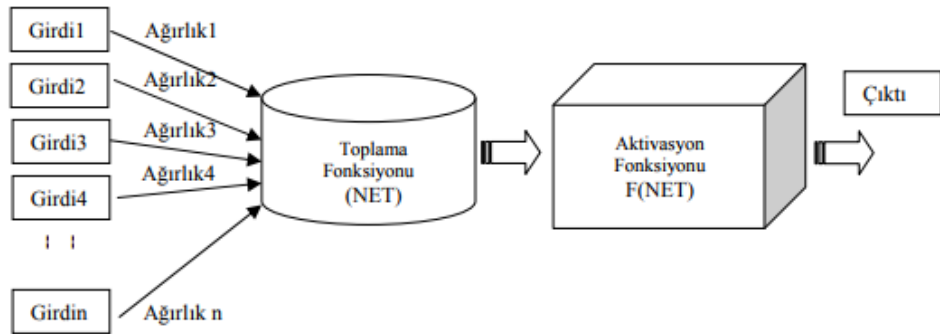 Girdi1
Ağırlık1
Girdi2
Ağırlık2
Girdi3
Ağırlık3
Girdi4
Ağırlık4
Girdin
Ağırlık n
Toplama
Fonksiyonu
(NET)
Aktivasyon
Fonksiyonu
F(NET)
Çıktı